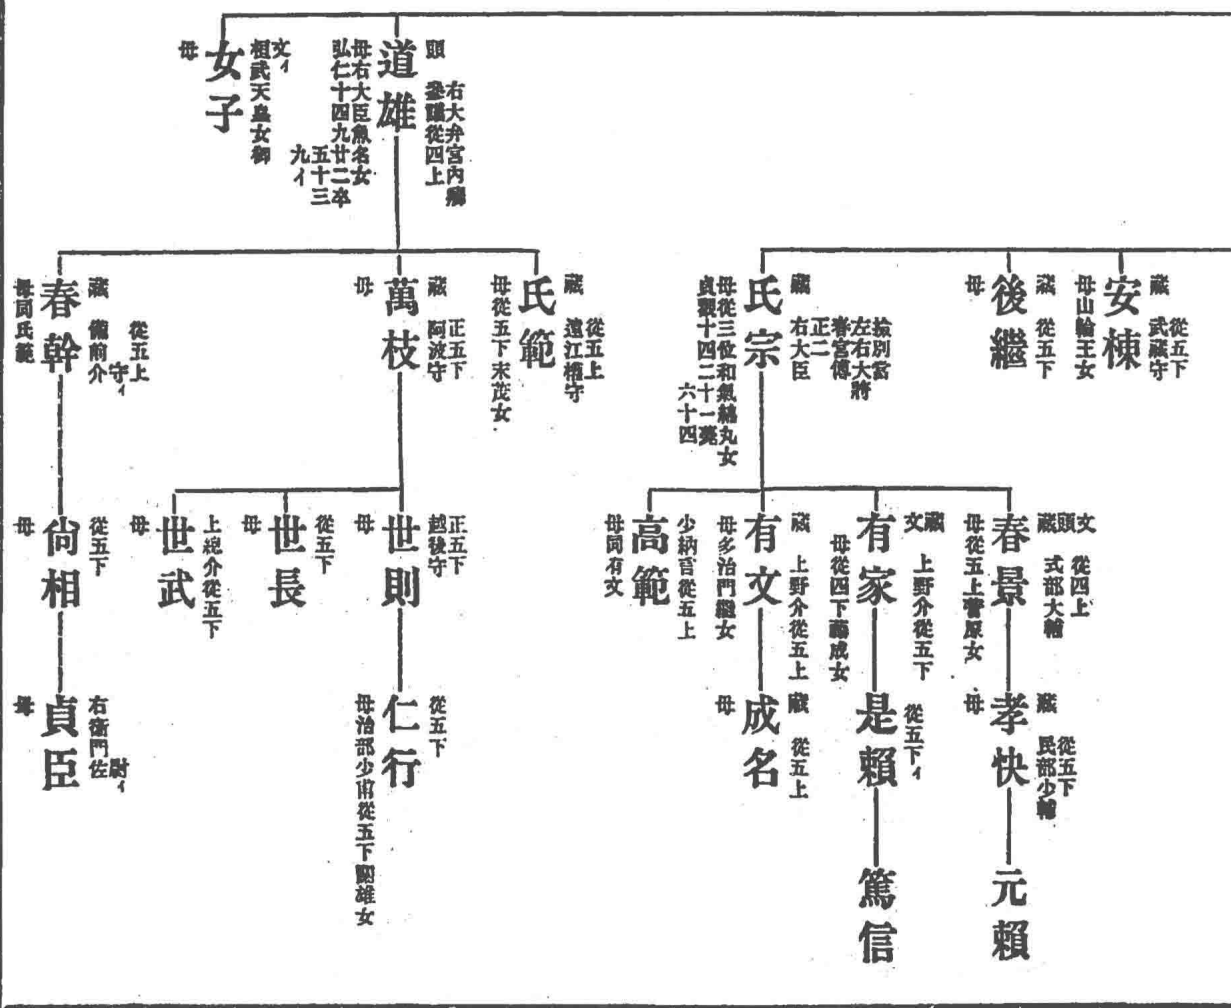 從五下
藏 武藏守
安棟
母山輪王女
藏 從五下
後繼
母
檢別當
左右大將
春宮傅
正二
藏 右大臣
氏宗
母從三位和氣綿丸女
貞觀十四二十一薨
六十四
文 從四上
頭
藏 式部大輔
春景
母從五上菅原女
從五下
藏 民部少輔
孝快
母
元賴
藏
文 上野介從五下
有家
母從四下藤成女
從五下イ
是賴
篤信
藏 上野介從五上
有文
母多治門繼女
藏 從五上
成名
母
少納言從五上
高範
母同有文
右大弁宮內卿
頭 參議從四上
道雄
母右大臣魚名女
弘仁十四九廿二卒
五十三
九イ
從五上
藏 遠江權守
氏範
母從五下末茂女
正五下
藏 阿波守
萬枝
母
正五下
越後守
世則
母
從五下
仁行
母治部少甫從五下關雄女
從五下
世長
母
上總介從五下
世武
母
從五上
守イ
藏 備前介
春幹
母同氏範
從五下
尙相
母
尉イ
右衞門佐
貞臣
母
文イ
桓武天皇女御
女子
母